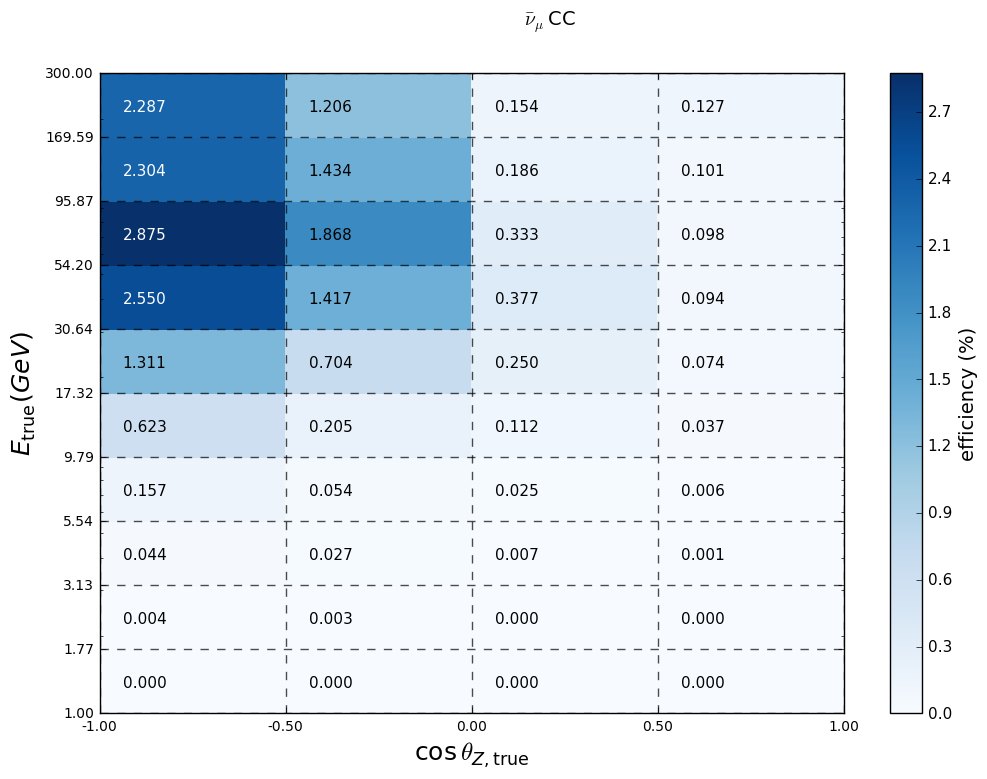 ν̄μ CC
300.00
2.287 1.206 0.154 0.127
169.59
2.304 1.434 0.186 0.101
95.87
2.875 1.868 0.333 0.098
54.20
2.550 1.417 0.377 0.094
30.64
1.311 0.704 0.250 0.074
17.32
0.623 0.205 0.112 0.037
9.79
0.157 0.054 0.025 0.006
5.54
0.044 0.027 0.007 0.001
3.13
0.004 0.003 0.000 0.000
1.77
0.000 0.000 0.000 0.000
1.00
-1.00 -0.50 0.00 0.50 1.00
cos θZ,true
Etrue(GeV)
2.7
2.4
2.1
1.8
1.5
1.2
0.9
0.6
0.3
0.0
efficiency (%)